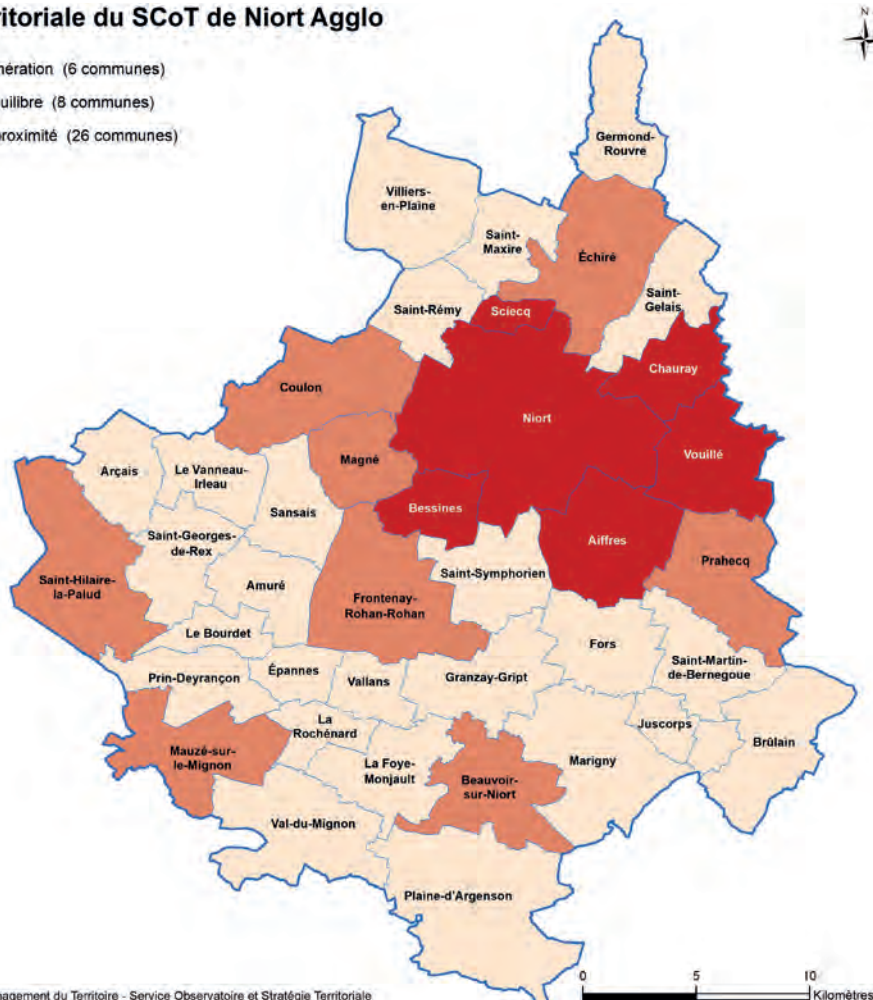 ritoriale du SCoT de Niort Agglo
N
nération (6 communes)
uilibre (8 communes)
proximité (26 communes)
Germond-
Rouvre
Villiers-
en-Plaine
Saint-
Maxire
Échiré
Saint-
Gelais
Saint-Rémy
Sciecq
Chauray
Coulon
Niort
Vouillé
Magné
Arçais
Le Vanneau-
Irleau
Sansais
Bessines
Aiffres
Saint-Georges-
de-Rex
Prahecq
Saint-Hilaire-
la-Palud
Amuré
Saint-Symphorien
Frontenay-
Rohan-Rohan
Le Bourdet
Fors
Saint-Martin-
de-Bernegoue
Prin-Deyrançon
Épannes
Vallans
Granzay-Gript
La
Rochénard
Juscorps
Brûlain
Mauzé-sur-
le-Mignon
La Foye-
Monjault
Marigny
Beauvoir-
sur-Niort
Val-du-Mignon
Plaine-d'Argenson
0 5 10
Kilomètres
nagement du Territoire - Service Observatoire et Stratégie Territoriale